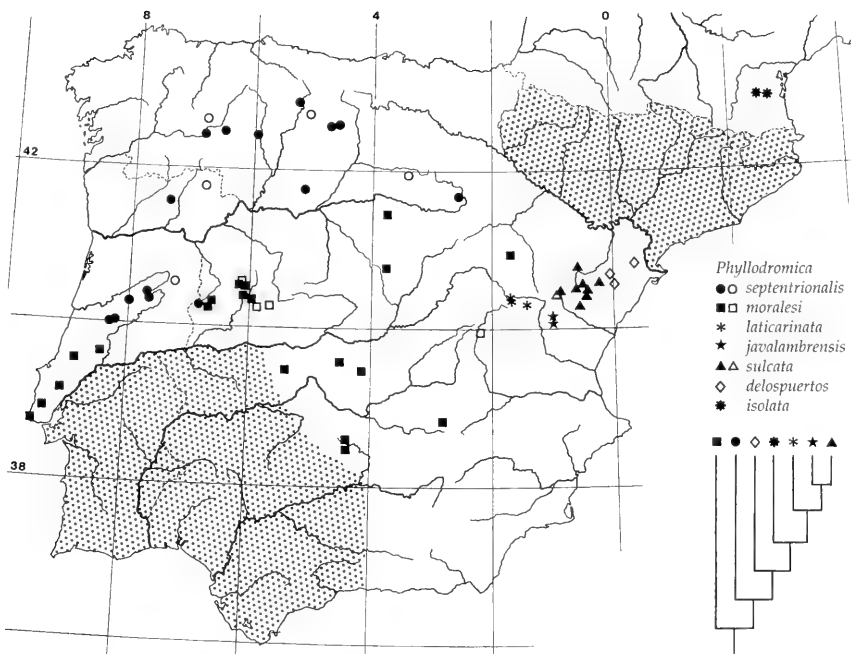 8 4 0
42
38
Phyllodromica
septentrionalis
moralesi
laticarinata
javalambrensis
sulcata
delospuertos
isolata